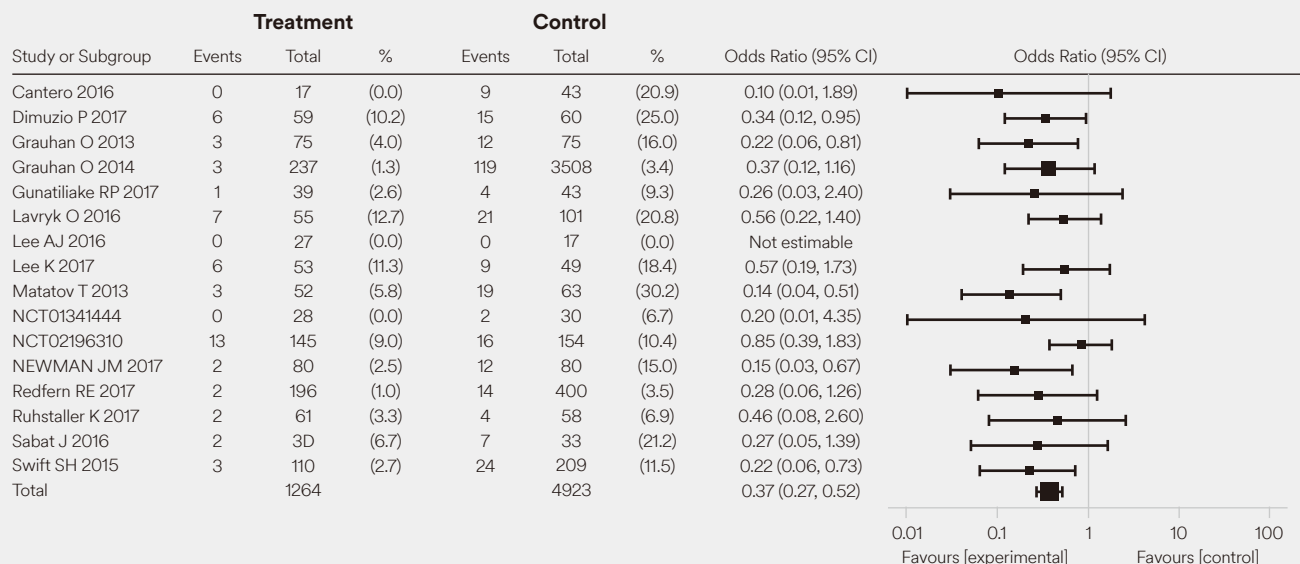 Treatment Control
Study or Subgroup Events Total % Events Total % Odds Ratio (95% CI) Odds Ratio (95% CI)
Cantero 2016 0 17 (0.0) 9 43 (20.9) 0.10 (0.01, 1.89)
Dimuzio P 2017 6 59 (10.2) 15 60 (25.0) 0.34 (0.12, 0.95)
Grauhan O 2013 3 75 (4.0) 12 75 (16.0) 0.22 (0.06, 0.81)
Grauhan O 2014 3 237 (1.3) 119 3508 (3.4) 0.37 (0.12, 1.16)
Gunatiliake RP 2017 1 39 (2.6) 4 43 (9.3) 0.26 (0.03, 2.40)
Lavryk O 2016 7 55 (12.7) 21 101 (20.8) 0.56 (0.22, 1.40)
Lee AJ 2016 0 27 (0.0) 0 17 (0.0) Not estimable
Lee K 2017 6 53 (11.3) 9 49 (18.4) 0.57 (0.19, 1.73)
Matatov T 2013 3 52 (5.8) 19 63 (30.2) 0.14 (0.04, 0.51)
NCT01341444 0 28 (0.0) 2 30 (6.7) 0.20 (0.01, 4.35)
NCT02196310 13 145 (9.0) 16 154 (10.4) 0.85 (0.39, 1.83)
NEWMAN JM 2017 2 80 (2.5) 12 80 (15.0) 0.15 (0.03, 0.67)
Redfern RE 2017 2 196 (1.0) 14 400 (3.5) 0.28 (0.06, 1.26)
Ruhstaller K 2017 2 61 (3.3) 4 58 (6.9) 0.46 (0.08, 2.60)
Sabat J 2016 2 3D (6.7) 7 33 (21.2) 0.27 (0.05, 1.39)
Swift SH 2015 3 110 (2.7) 24 209 (11.5) 0.22 (0.06, 0.73)
Total 1264 4923 0.37 (0.27, 0.52)
0.01 0.1 1 10 100
Favours [experimental] Favours [control]